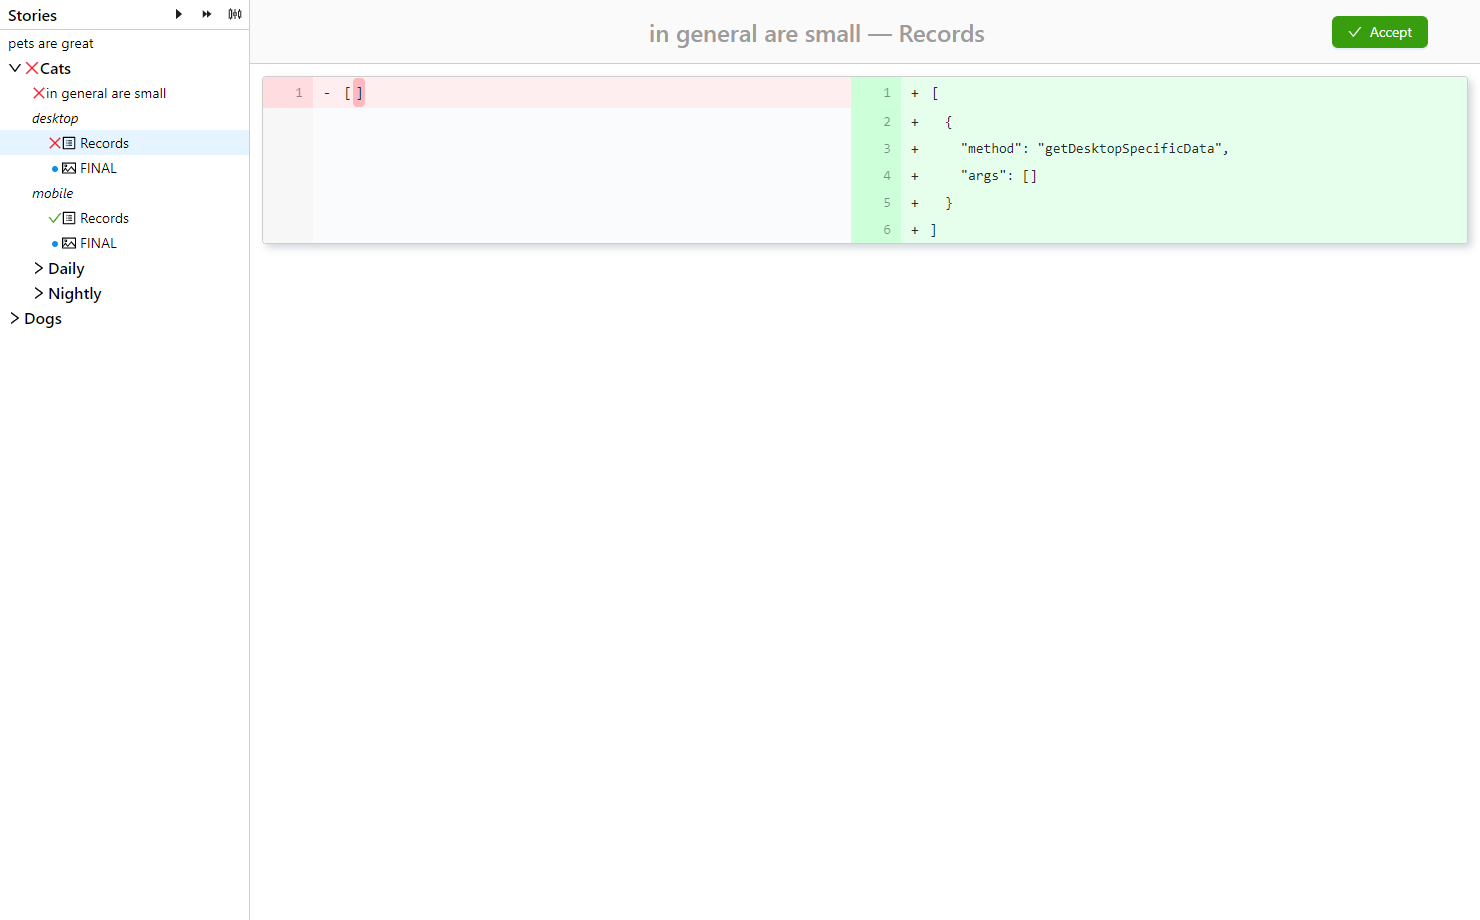 Stories
pets are great
Cats
in general are small
desktop
Records
FINAL
mobile
Records
FINAL
Daily
Nightly
Dogs
in general are small — Records
Accept
1 - []
1 + [
2 + {
3 + "method": "getDesktopSpecificData",
4 + "args": []
5 + }
6 + ]